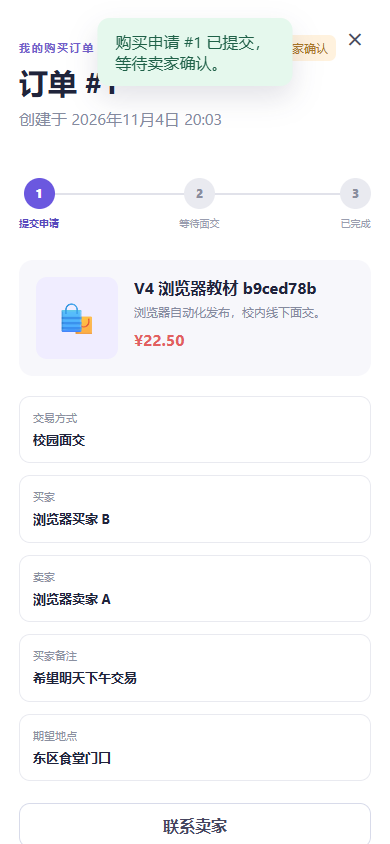 我的购买订单
家确认
购买申请 #1 已提交，
等待卖家确认。
订单 #1
创建于 2026年11月4日 20:03
1
2
3
提交申请
等待面交
已完成
V4 浏览器教材 b9ced78b
浏览器自动化发布，校内线下面交。
¥22.50
交易方式
校园面交
买家
浏览器买家 B
卖家
浏览器卖家 A
买家备注
希望明天下午交易
期望地点
东区食堂门口
联系卖家